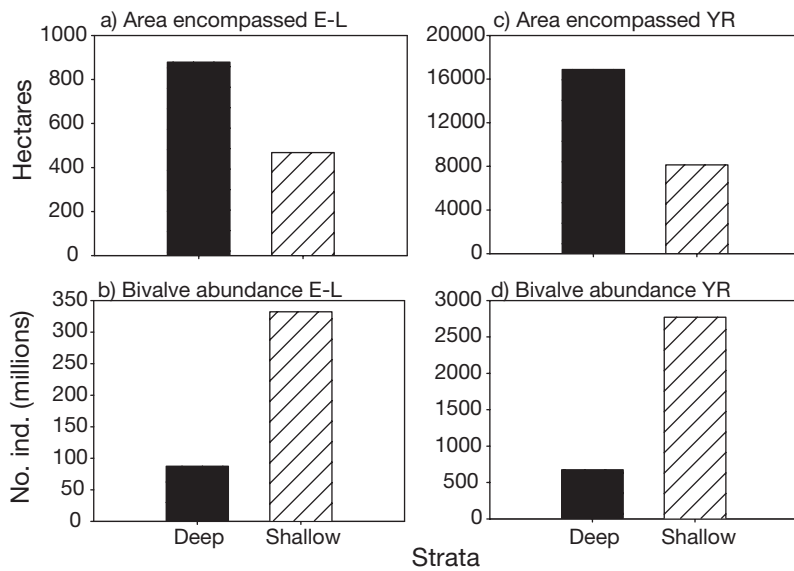 a) Area encompassed E-L
1000
800
600
400
200
0
Hectares
c) Area encompassed YR
20000
16000
12000
8000
4000
0
b) Bivalve abundance E-L
350
300
250
200
150
100
50
0
No. ind. (millions)
Deep
Shallow
d) Bivalve abundance YR
3000
2500
2000
1500
1000
500
0
Deep
Shallow
Strata